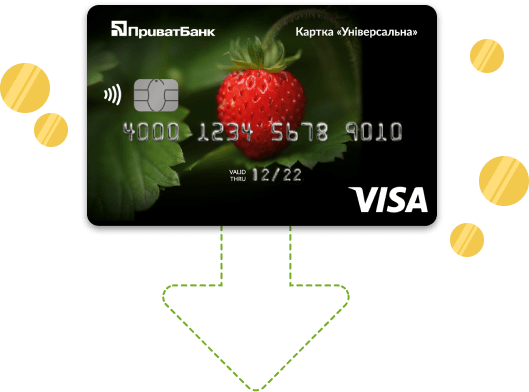 ПриватБанк
Картка «Універсальна»
4000 1234 5678 9010
VALID
THRU 12/22
VISA